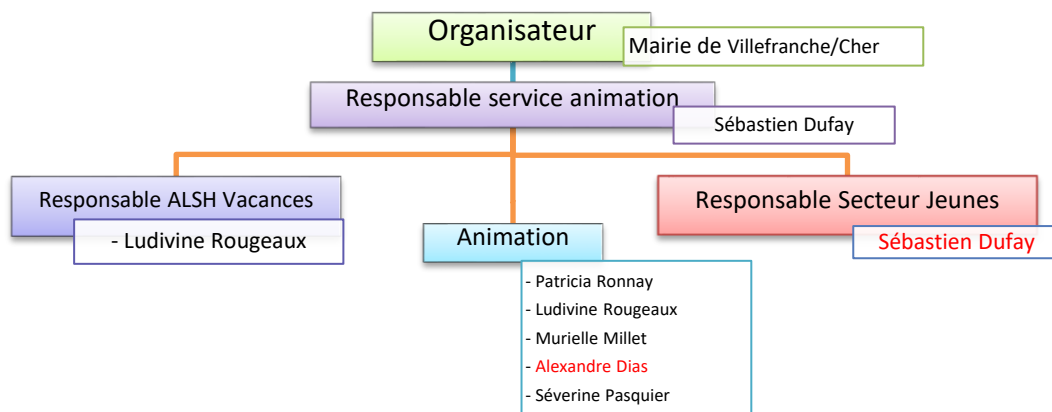 Organisateur
Mairie de Villefranche/Cher
Responsable service animation
Sébastien Dufay
Responsable ALSH Vacances
- Ludivine Rougeaux
Animation
- Patricia Ronnay
- Ludivine Rougeaux
- Murielle Millet
- Alexandre Dias
- Séverine Pasquier
Responsable Secteur Jeunes
Sébastien Dufay